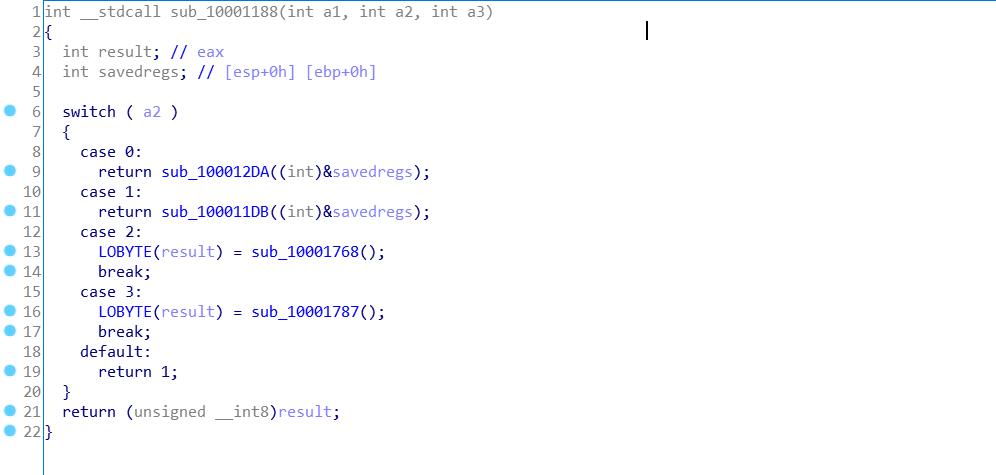 1 int __stdcall sub_10001188(int a1, int a2, int a3)
2 {
3   int result; // eax
4   int savedregs; // [esp+0h] [ebp+0h]
5
6   switch ( a2 )
7   {
8     case 0:
9       return sub_100012DA((int)&savedregs);
10     case 1:
11       return sub_100011DB((int)&savedregs);
12     case 2:
13       LOBYTE(result) = sub_10001768();
14       break;
15     case 3:
16       LOBYTE(result) = sub_10001787();
17       break;
18     default:
19       return 1;
20   }
21   return (unsigned __int8)result;
22 }